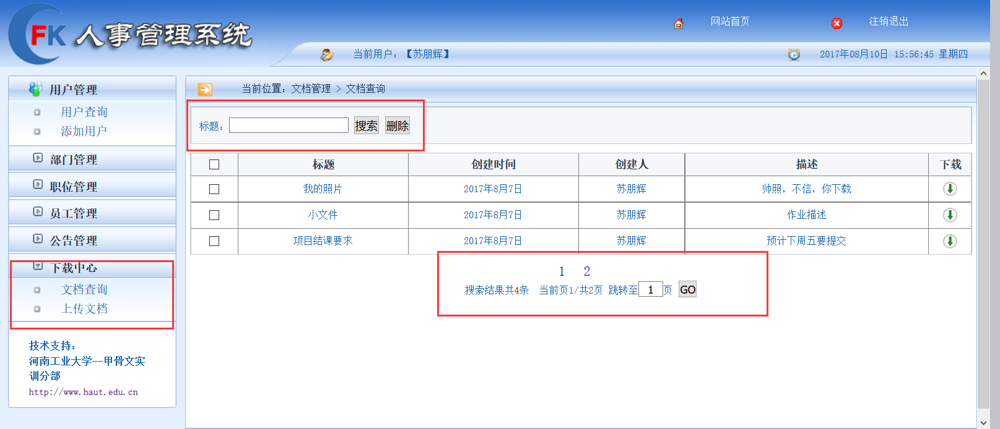 FK 人事管理系统
网站首页 注销退出
当前用户：【苏朋辉】 2017年08月10日 15:56:45 星期四
用户管理
用户查询
添加用户
部门管理
职位管理
员工管理
公告管理
下载中心
文档查询
上传文档
技术支持：
河南工业大学--甲骨文实
训分部
http://www.haut.edu.cn
当前位置：文档管理 > 文档查询
标题： 搜索 删除
标题 创建时间 创建人 描述 下载
我的照片 2017年8月7日 苏朋辉 帅照，不信，你下载
小文件 2017年8月7日 苏朋辉 作业描述
项目结课要求 2017年8月7日 苏朋辉 预计下周五要提交
1 2
搜索结果共4条 当前页1/共2页 跳转至1页 GO